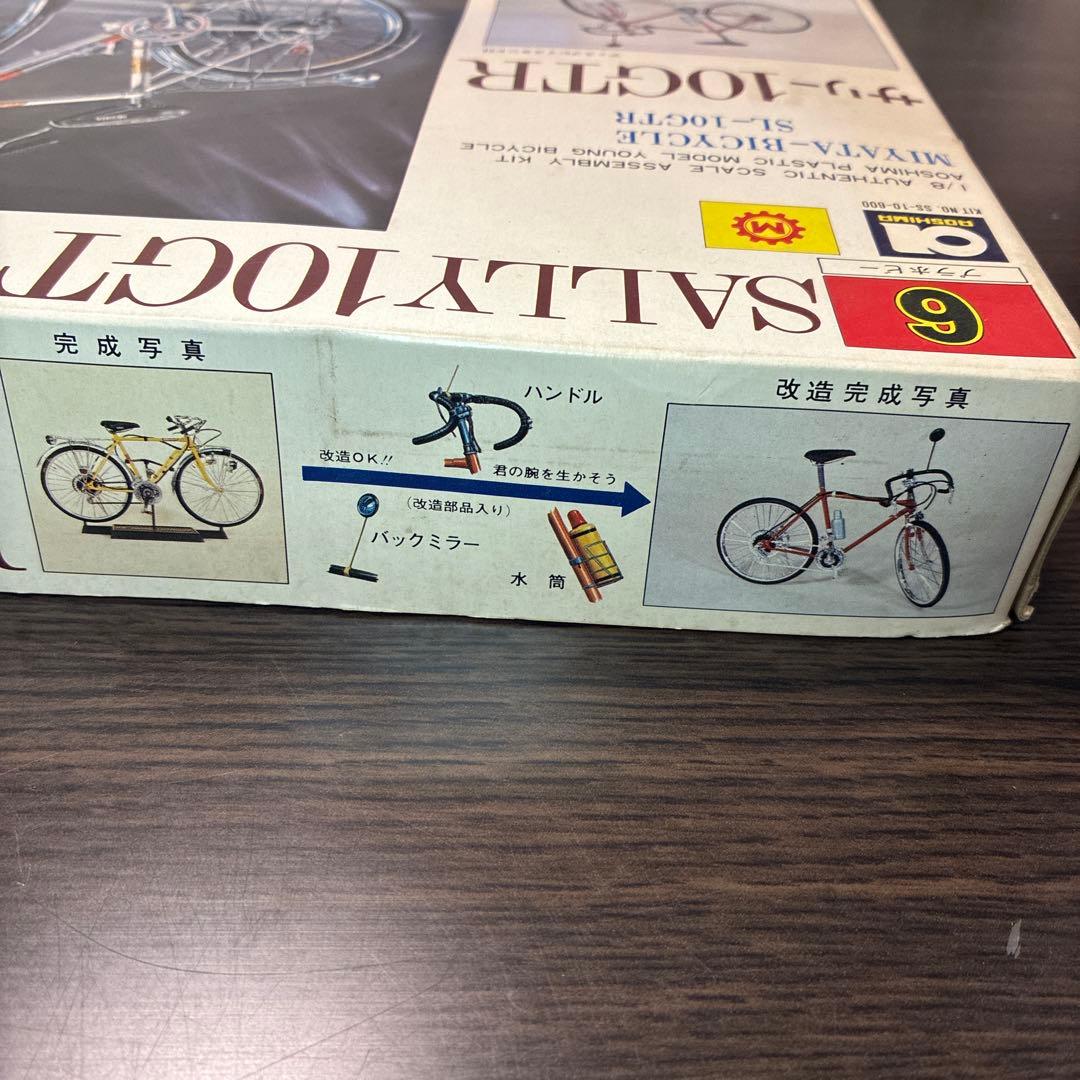 サリー10GTR
MIYATA-BICYCLE
SL-10GTR
1/8 AUTHENTIC SCALE ASSEMBLY KIT
AOSHIMA PLASTIC MODEL YOUNG BICYCLE
KIT NO. SS-10-800
AOSHIMA
M
プラホビー
6
SALLY10GT
完成写真
ハンドル
改造完成写真
改造OK!!
君の腕を生かそう
(改造部品入り)
バックミラー
水筒